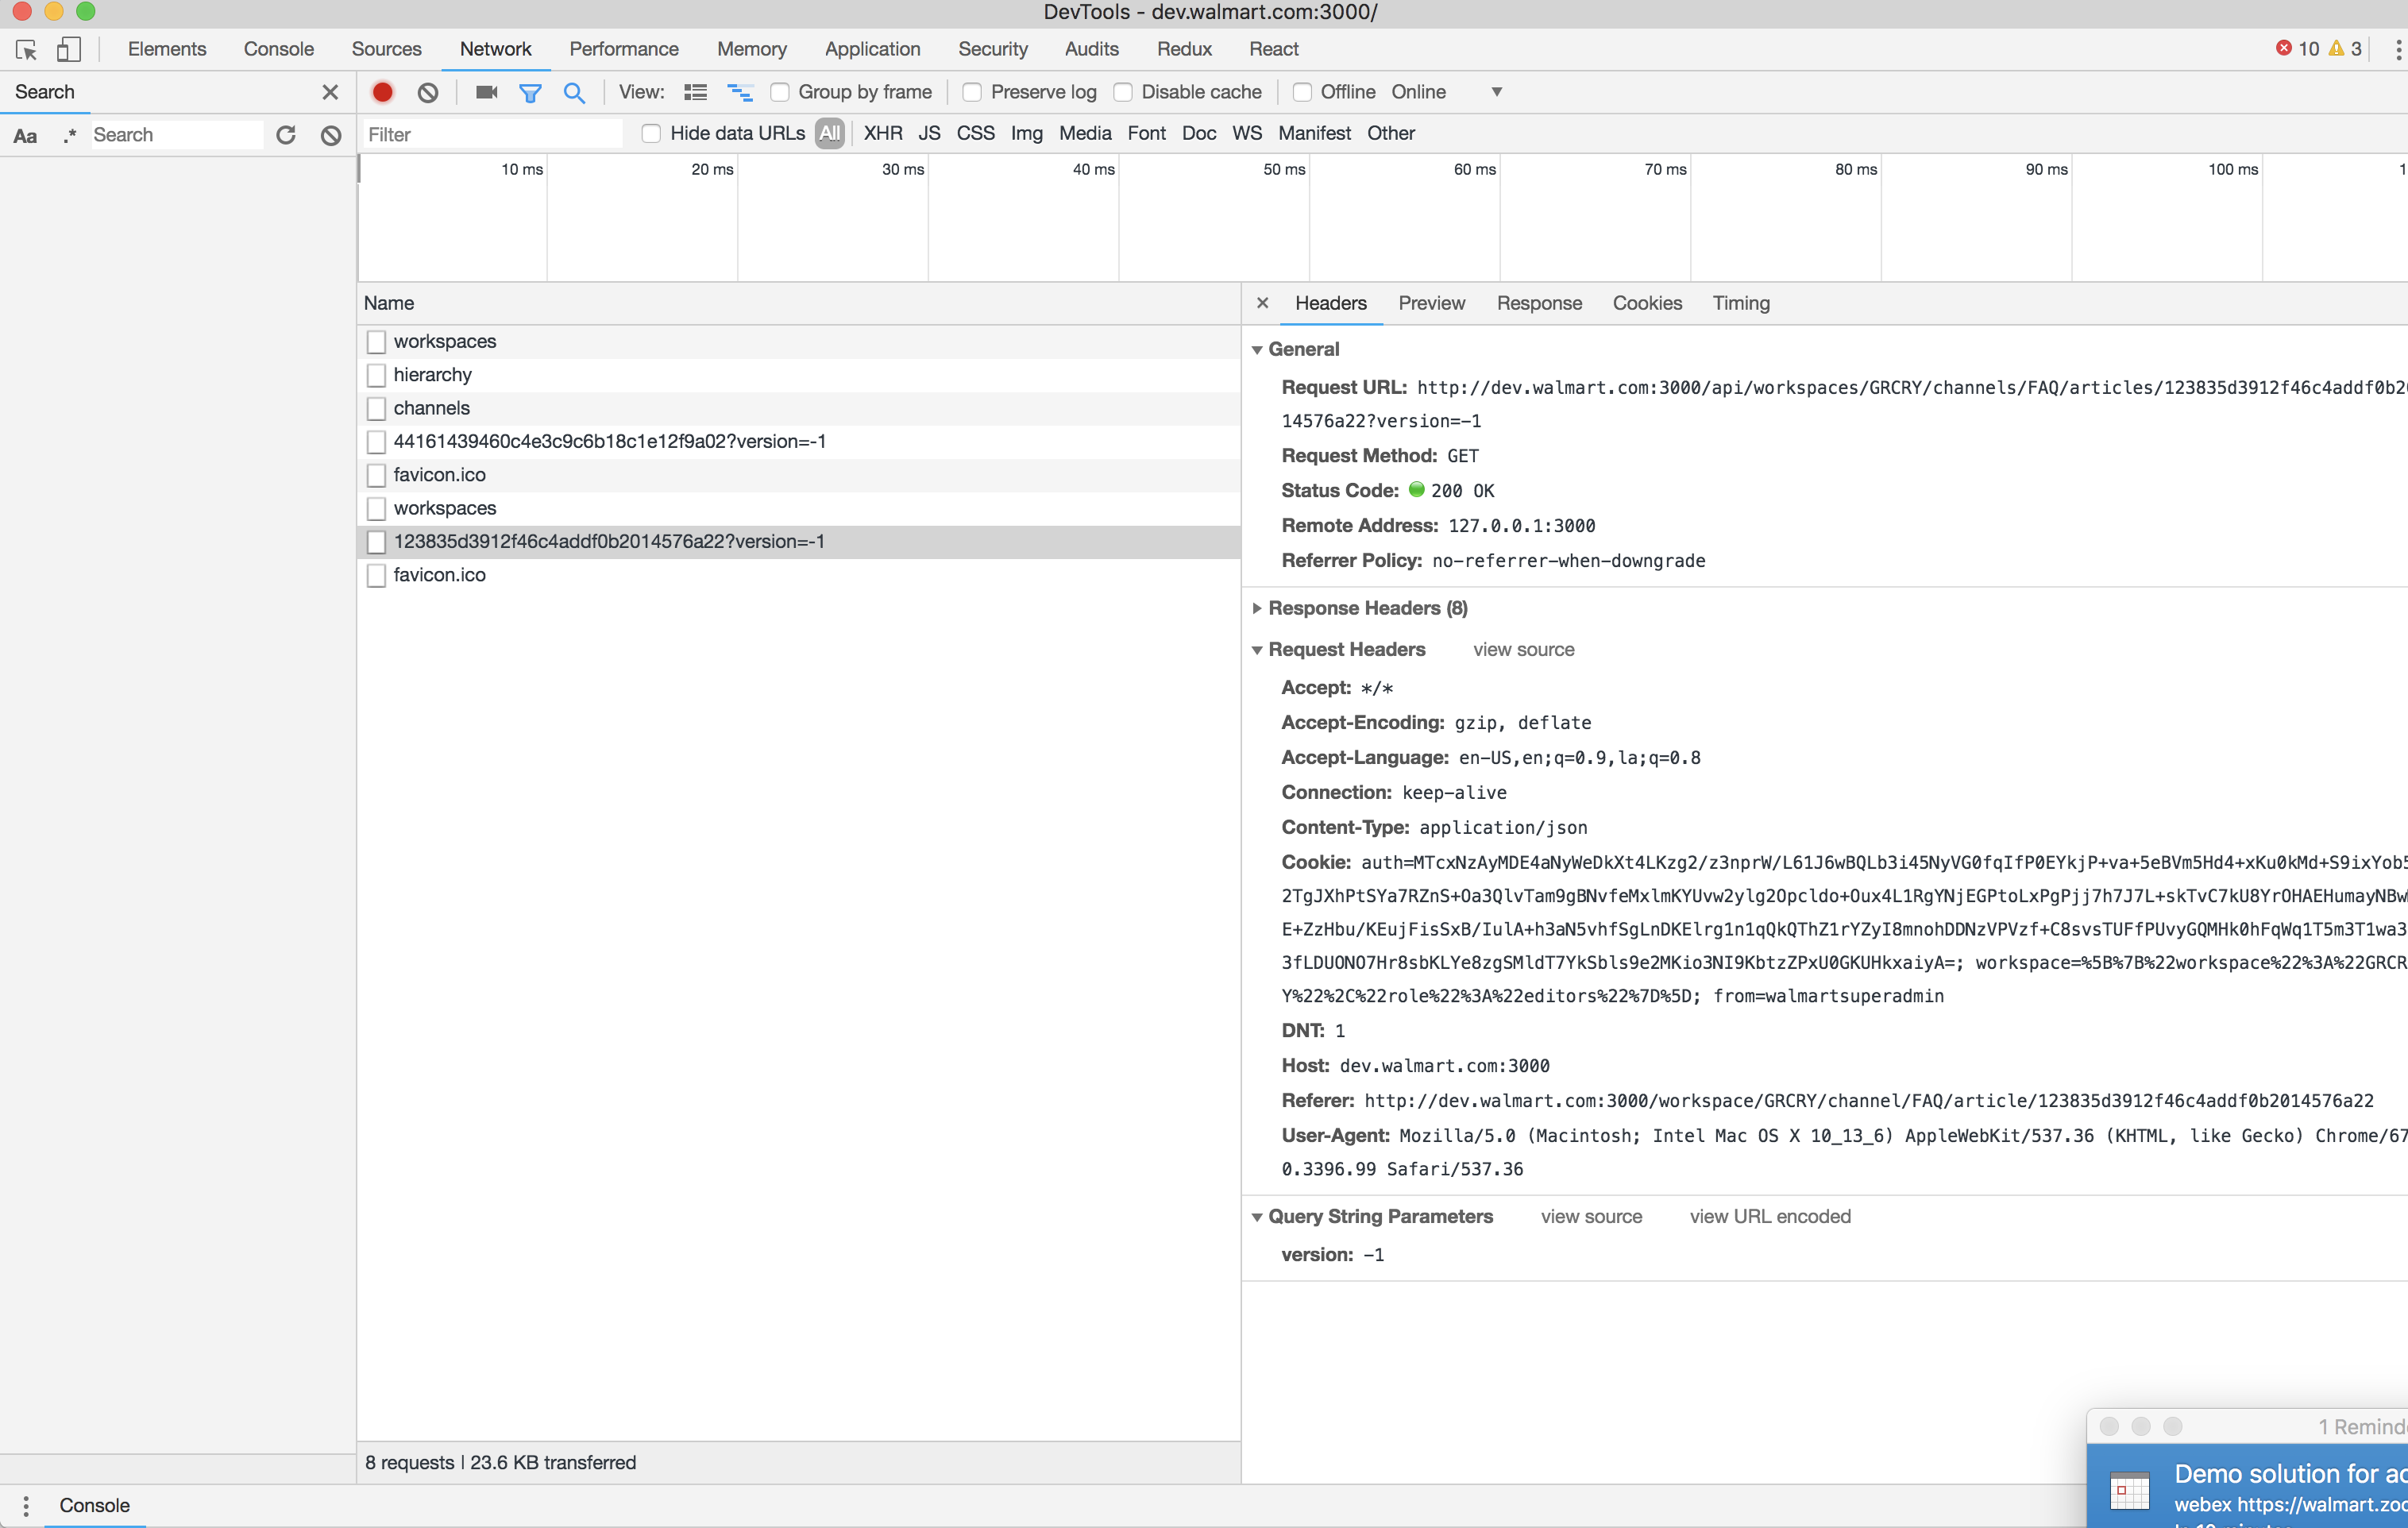 DevTools - dev.walmart.com:3000/
Elements Console Sources Network Performance Memory Application Security Audits Redux React 10 3
Search
View: Group by frame Preserve log Disable cache Offline Online
Aa .* Search
Filter Hide data URLs All XHR JS CSS Img Media Font Doc WS Manifest Other
10 ms 20 ms 30 ms 40 ms 50 ms 60 ms 70 ms 80 ms 90 ms 100 ms 1
Name
workspaces
hierarchy
channels
44161439460c4e3c9c6b18c1e12f9a02?version=-1
favicon.ico
workspaces
123835d3912f46c4addf0b2014576a22?version=-1
favicon.ico
8 requests | 23.6 KB transferred
Headers Preview Response Cookies Timing
General
Request URL: http://dev.walmart.com:3000/api/workspaces/GRCRY/channels/FAQ/articles/123835d3912f46c4addf0b2
14576a22?version=-1
Request Method: GET
Status Code: 200 OK
Remote Address: 127.0.0.1:3000
Referrer Policy: no-referrer-when-downgrade
Response Headers (8)
Request Headers view source
Accept: */*
Accept-Encoding: gzip, deflate
Accept-Language: en-US,en;q=0.9,la;q=0.8
Connection: keep-alive
Content-Type: application/json
Cookie: auth=MTcxNzAyMDE4aNyWeDkXt4LKzg2/z3nprW/L61J6wBQLb3i45NyVG0fqIfP0EYkjP+va+5eBVm5Hd4+xKu0kMd+S9ixYob5
2TgJXhPtSYa7RZnS+Oa3QlvTam9gBNvfeMxlmKYUvw2ylg2Opcldo+Oux4L1RgYNjEGPtoLxPgPjj7h7J7L+skTvC7kU8YrOHAEHumayNBw
E+ZzHbu/KEujFisSxB/IulA+h3aN5vhfSgLnDKElrg1n1qQkQThZ1rYZyI8mnohDDNzVPVzf+C8svsTUFfPUvyGQMHk0hFqWq1T5m3T1wa3
3fLDUONO7Hr8sbKLYe8zgSMldT7YkSbls9e2MKio3NI9KbtzZPxU0GKUHkxaiyA=; workspace=%5B%7B%22workspace%22%3A%22GRCR
Y%22%2C%22role%22%3A%22editors%22%7D%5D; from=walmartsuperadmin
DNT: 1
Host: dev.walmart.com:3000
Referer: http://dev.walmart.com:3000/workspace/GRCRY/channel/FAQ/article/123835d3912f46c4addf0b2014576a22
User-Agent: Mozilla/5.0 (Macintosh; Intel Mac OS X 10_13_6) AppleWebKit/537.36 (KHTML, like Gecko) Chrome/67
0.3396.99 Safari/537.36
Query String Parameters view source view URL encoded
version: -1
1 Remind
Demo solution for ac
webex https://walmart.zoo
Console